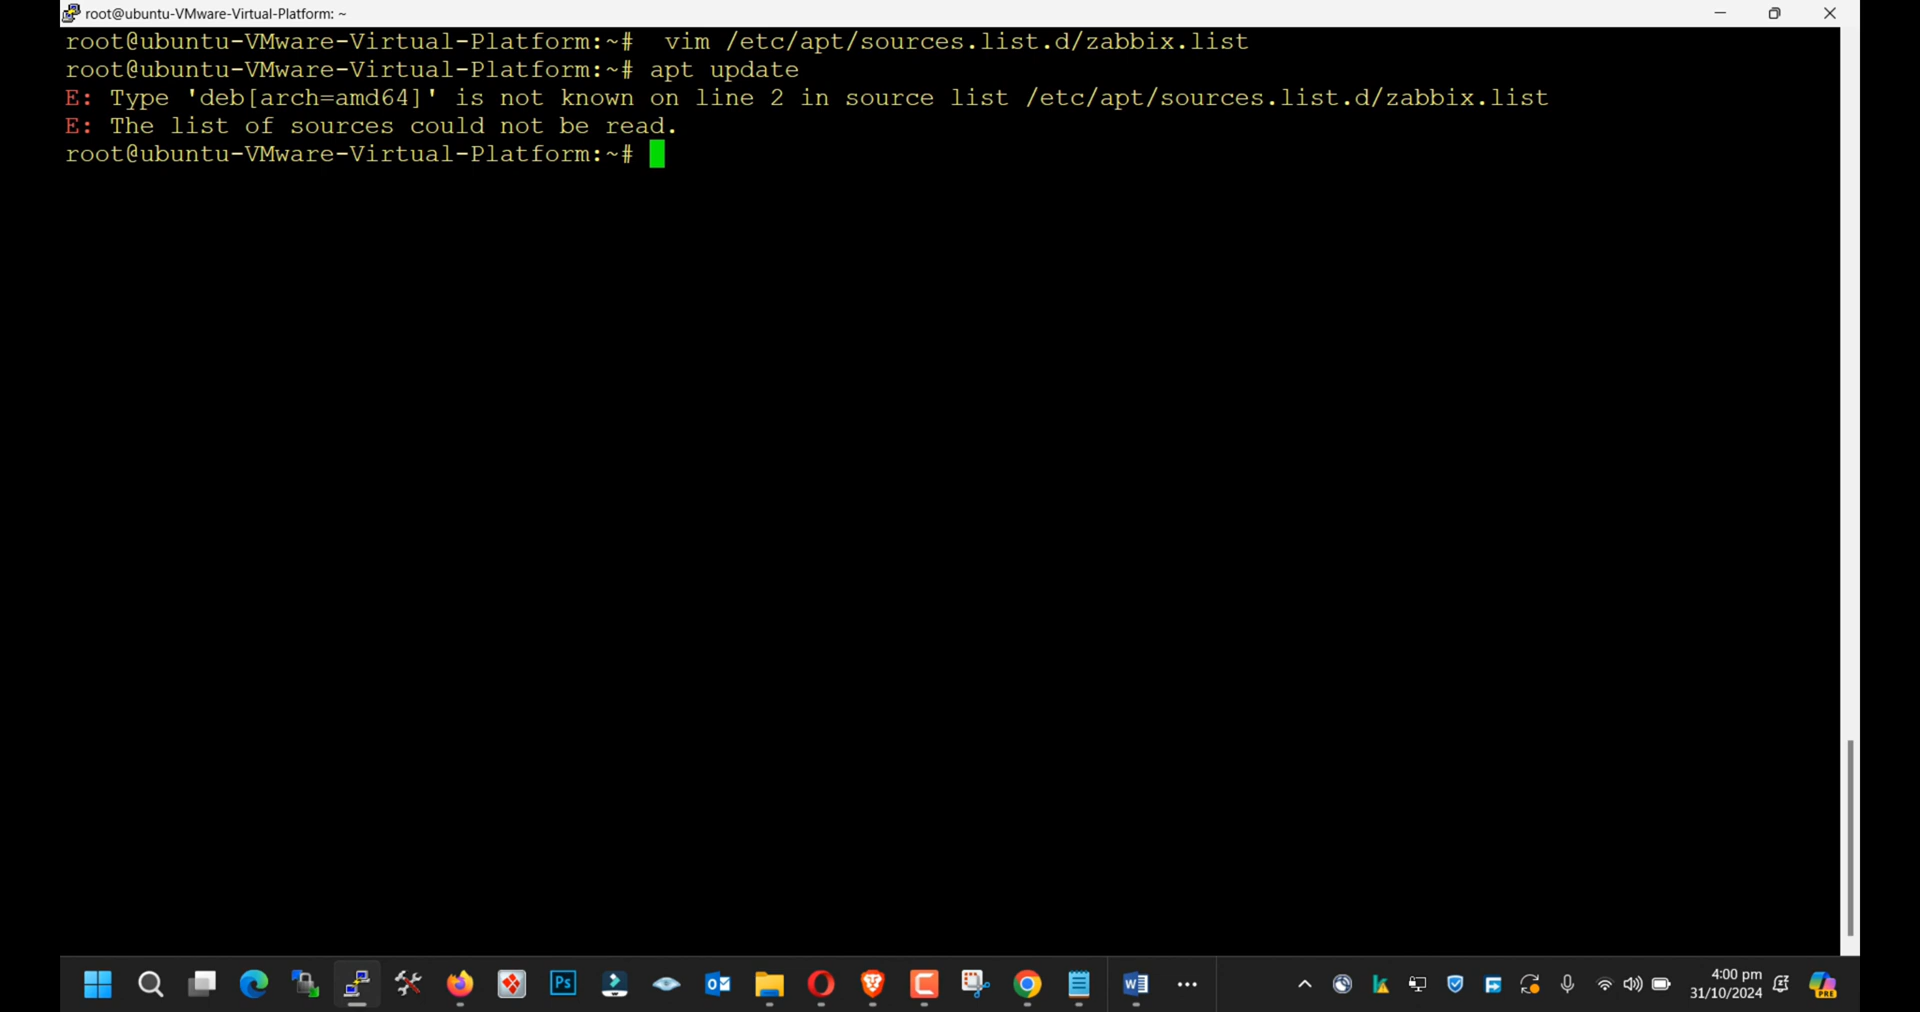 root@ubuntu-VMware-Virtual-Platform: ~
root@ubuntu-VMware-Virtual-Platform:~#  vim /etc/apt/sources.list.d/zabbix.list
root@ubuntu-VMware-Virtual-Platform:~# apt update
E: Type 'deb[arch=amd64]' is not known on line 2 in source list /etc/apt/sources.list.d/zabbix.list
E: The list of sources could not be read.
root@ubuntu-VMware-Virtual-Platform:~#
Ps
W
4:00 pm
31/10/2024
PRE